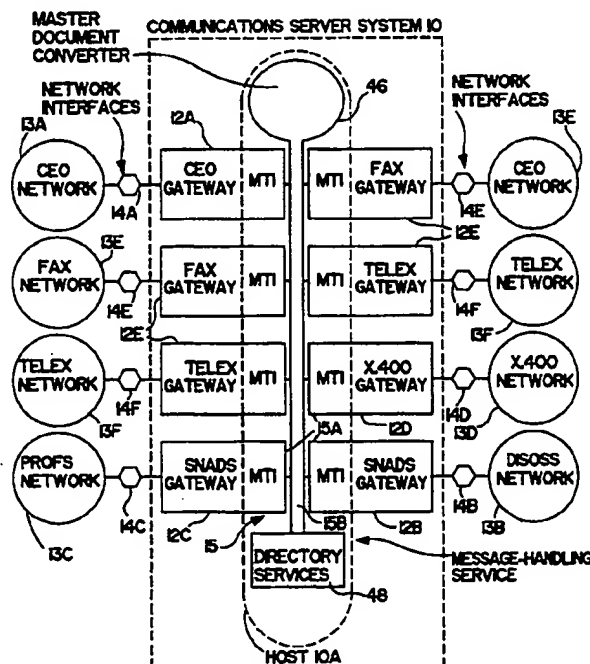 MASTER
DOCUMENT
CONVERTER
COMMUNICATIONS SERVER SYSTEM 10
NETWORK
INTERFACES
46
NETWORK
INTERFACES
13A
12A
13E
CEO
NETWORK
CEO
GATEWAY
MTI
MTI
FAX
GATEWAY
CEO
NETWORK
14A
14E
13E
12E
FAX
NETWORK
FAX
GATEWAY
MTI
MTI
TELEX
GATEWAY
TELEX
NETWORK
14E
12E
14F
13F
TELEX
NETWORK
TELEX
GATEWAY
MTI
MTI
X.400
GATEWAY
X.400
NETWORK
14F
13F
15A
12D
14D
13D
PROFS
NETWORK
SNADS
GATEWAY
MTI
MTI
SNADS
GATEWAY
DISOSS
NETWORK
14C
14B
13C
12C
15
15B
12B
13B
DIRECTORY
SERVICES
48
MESSAGE-HANDLING
SERVICE
HOST 10A